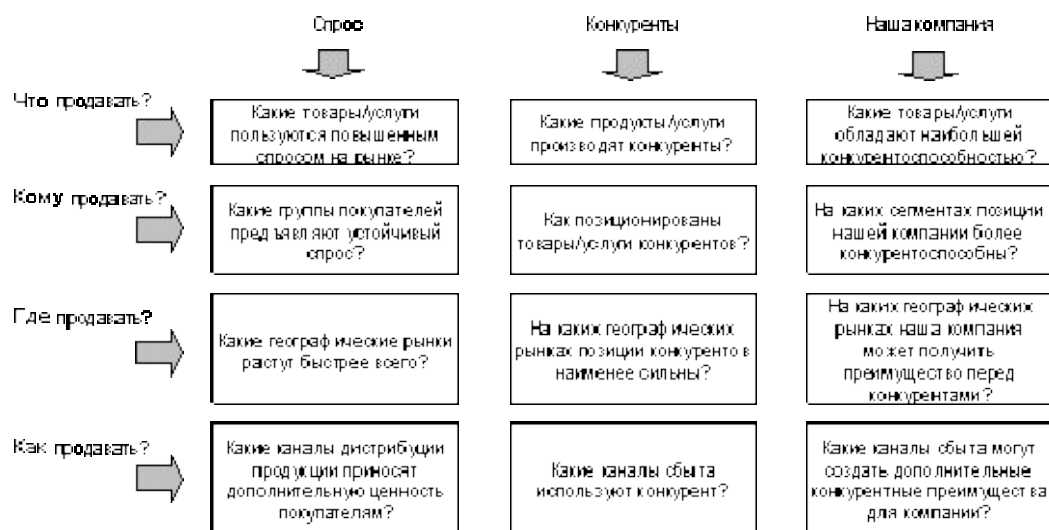 Спрос
Конкуренты
Наша компания
Что продавать?
Какие товары/услуги
пользуются повышенным
спросом на рынке?
Какие продукты/услуги
производят конкуренты?
Какие товары/услуги
обладают наибольшей
конкурентоспособностью?
Кому продавать?
Какие группы покупателей
предъявляют устойчивый
спрос?
Как позиционированы
товары/услуги конкурентов?
На каких сегментах позиции
нашей компании более
конкурентоспособны?
Где продавать?
Какие географические рынки
растут быстрее всего?
На каких географических
рынках позиции конкурентов
наименее сильны?
На каких географических
рынках наша компания
может получить
преимущество перед
конкурентами?
Как продавать?
Какие каналы дистрибуции
продукции приносят
дополнительную ценность
покупателям?
Какие каналы сбыта
используют конкурент?
Какие каналы сбыта могут
создать дополнительные
конкурентные преимущества
для компании?